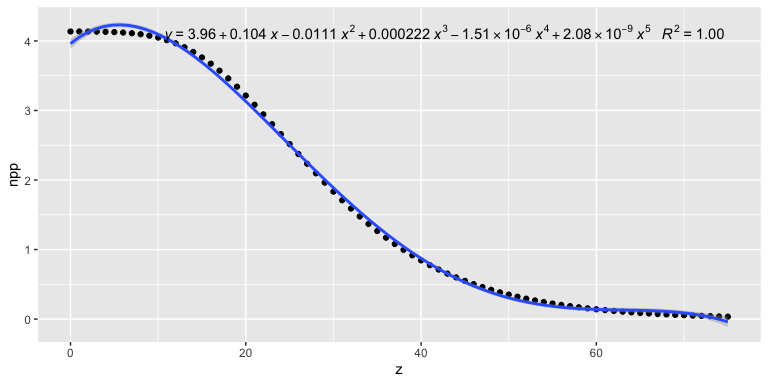 y = 3.96 + 0.104 x − 0.0111 x² + 0.000222 x³ − 1.51 × 10⁻⁶ x⁴ + 2.08 × 10⁻⁹ x⁵ R² = 1.00
4
3
2
1
0
npp
0 20 40 60
z